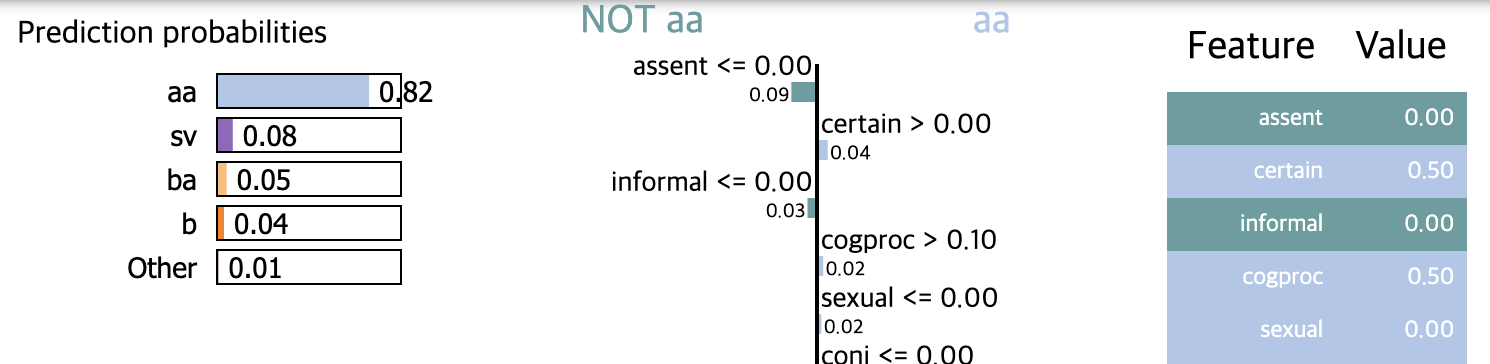 Prediction probabilities
aa 0.82
sv 0.08
ba 0.05
b 0.04
Other 0.01
NOT aa aa
assent <= 0.00
0.09
certain > 0.00
0.04
informal <= 0.00
0.03
cogproc > 0.10
0.02
sexual <= 0.00
0.02
conj <= 0.00
Feature Value
assent 0.00
certain 0.50
informal 0.00
cogproc 0.50
sexual 0.00